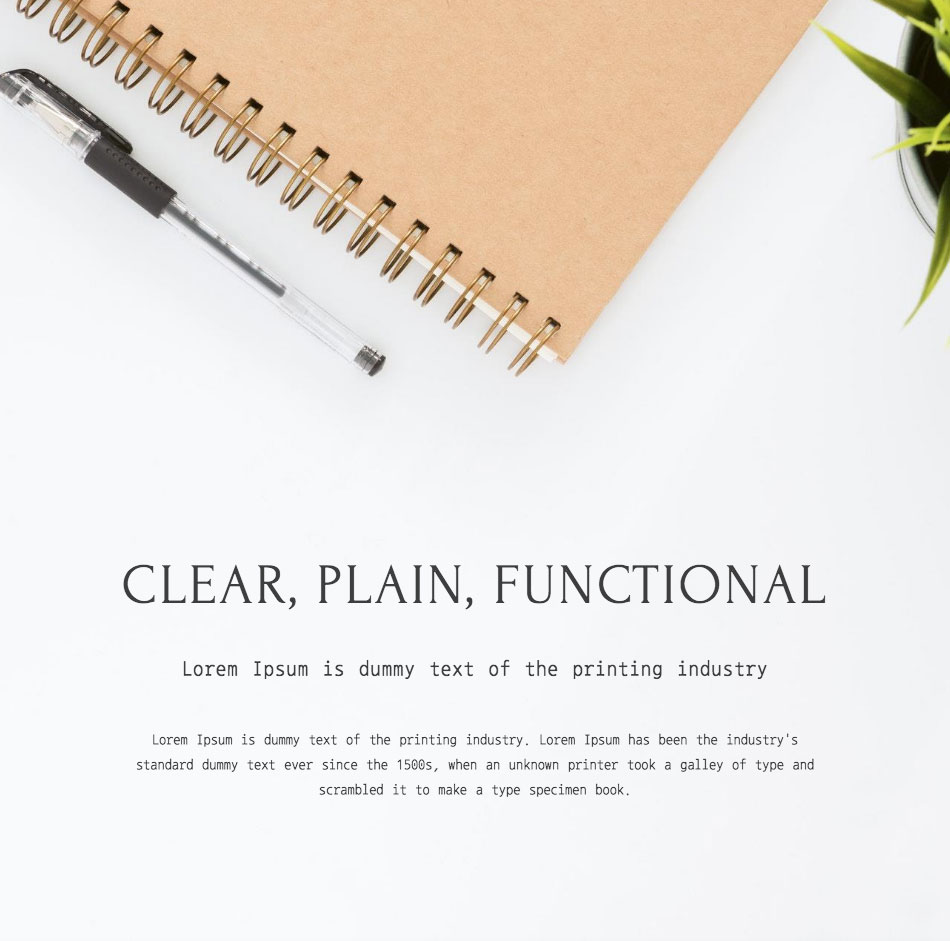 CLEAR, PLAIN, FUNCTIONAL
Lorem Ipsum is dummy text of the printing industry
Lorem Ipsum is dummy text of the printing industry. Lorem Ipsum has been the industry's
standard dummy text ever since the 1500s, when an unknown printer took a galley of type and
scrambled it to make a type specimen book.